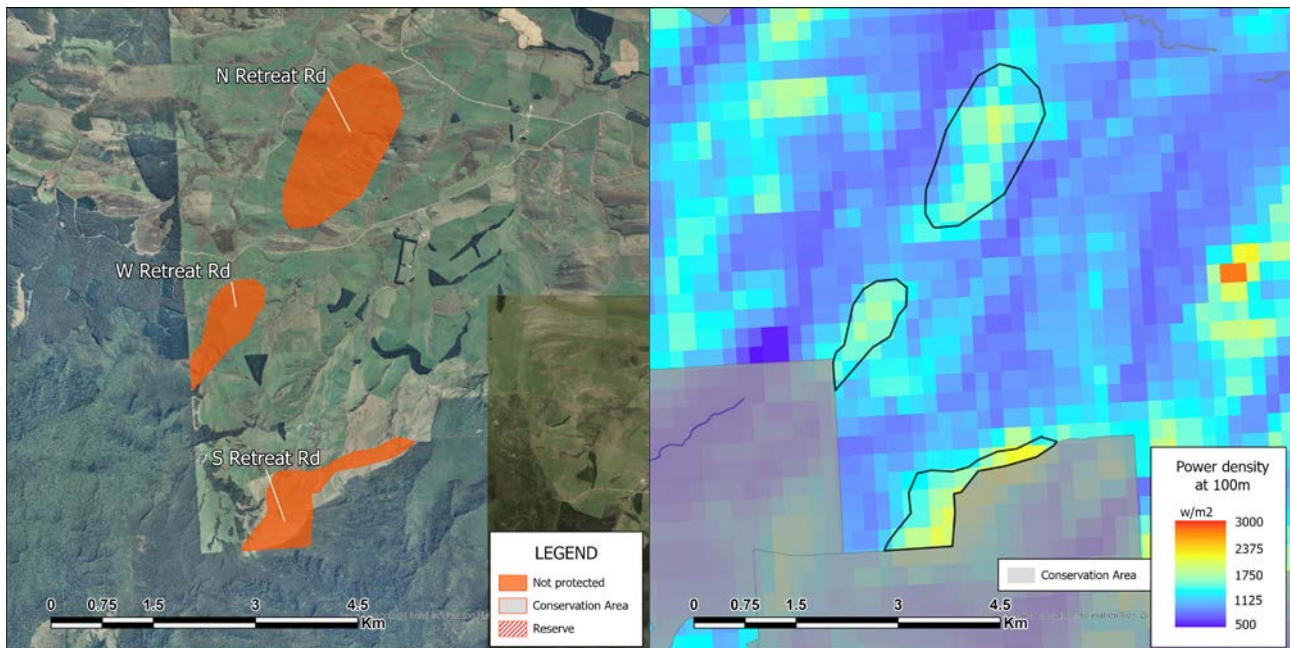 N Retreat Rd
W Retreat Rd
S Retreat Rd
LEGEND
Not protected
Conservation Area
Reserve
0 0.75 1.5 3 4.5
Km
Power density
at 100m
w/m2
3000
2375
1750
1125
500
Conservation Area
0 0.75 1.5 3 4.5
Km